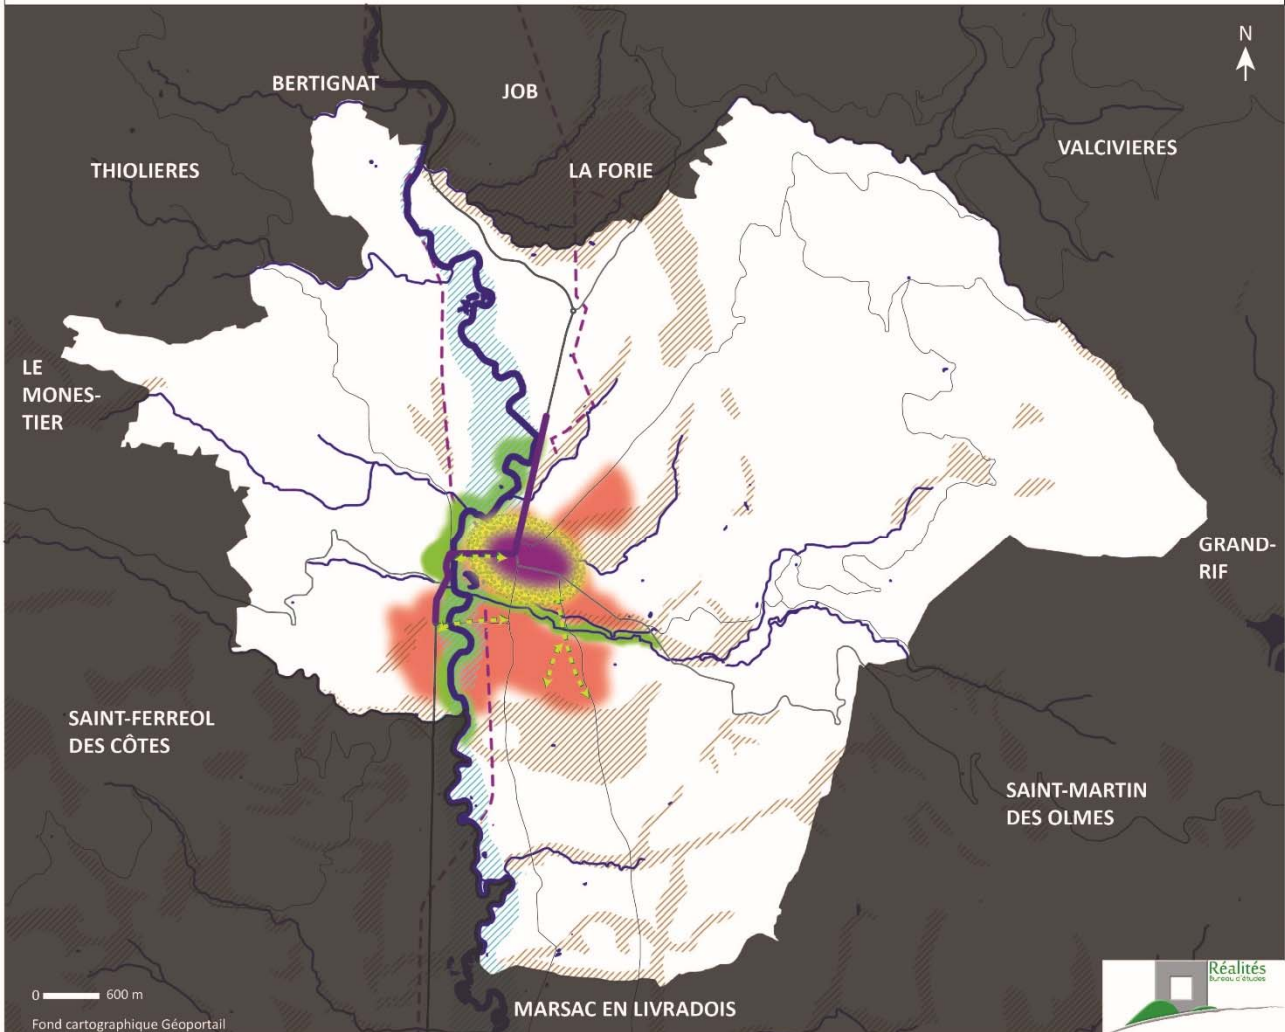 N
BERTIGNAT
JOB
VALCIVIERES
THIOLIERES
LA FORIE
LE
MONES-
TIER
GRAND-
RIF
SAINT-FERREOL
DES CÔTES
SAINT-MARTIN
DES OLMES
Réalités
Bureau d'études
0 600 m
MARSAC EN LIVRADOIS
Fond cartographique Géoportail